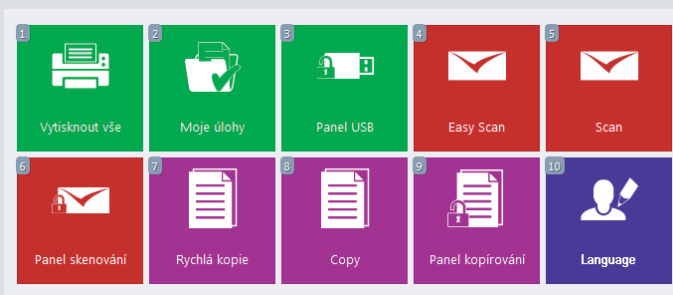 1
Vytisknout vše
2
Moje úlohy
3
Panel USB
4
Easy Scan
5
Scan
6
Panel skenování
7
Rychlá kopie
8
Copy
9
Panel kopírování
10
Language